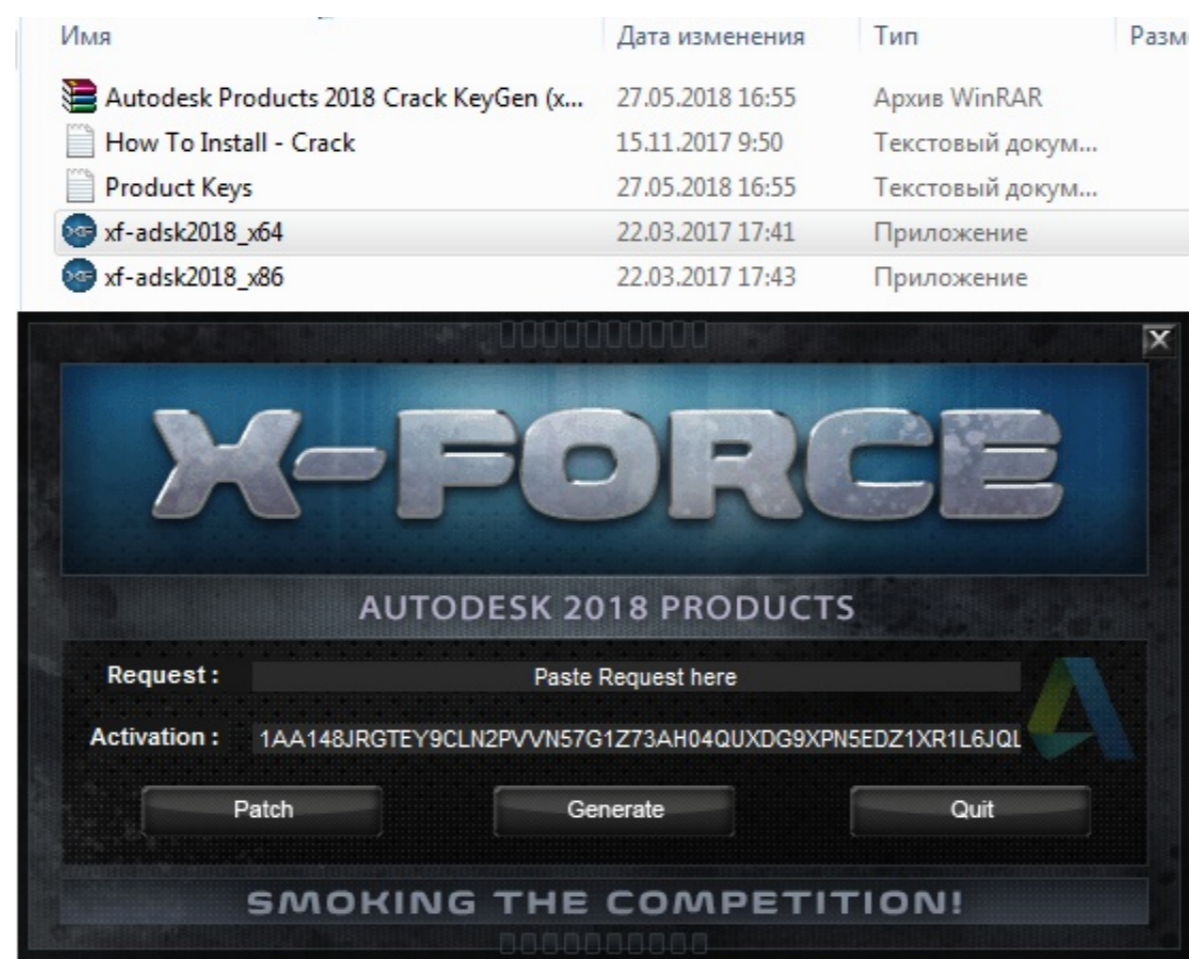 Имя Дата изменения Тип Разм
Autodesk Products 2018 Crack KeyGen (x... 27.05.2018 16:55 Архив WinRAR
How To Install - Crack 15.11.2017 9:50 Текстовый докум...
Product Keys 27.05.2018 16:55 Текстовый докум...
xf-adsk2018_x64 22.03.2017 17:41 Приложение
xf-adsk2018_x86 22.03.2017 17:43 Приложение
X-FORCE
AUTODESK 2018 PRODUCTS
Request : Paste Request here
Activation : 1AA148JRGTEY9CLN2PVVN57G1Z73AH04QUXDG9XPN5EDZ1XR1L6JQL
Patch Generate Quit
SMOKING THE COMPETITION!